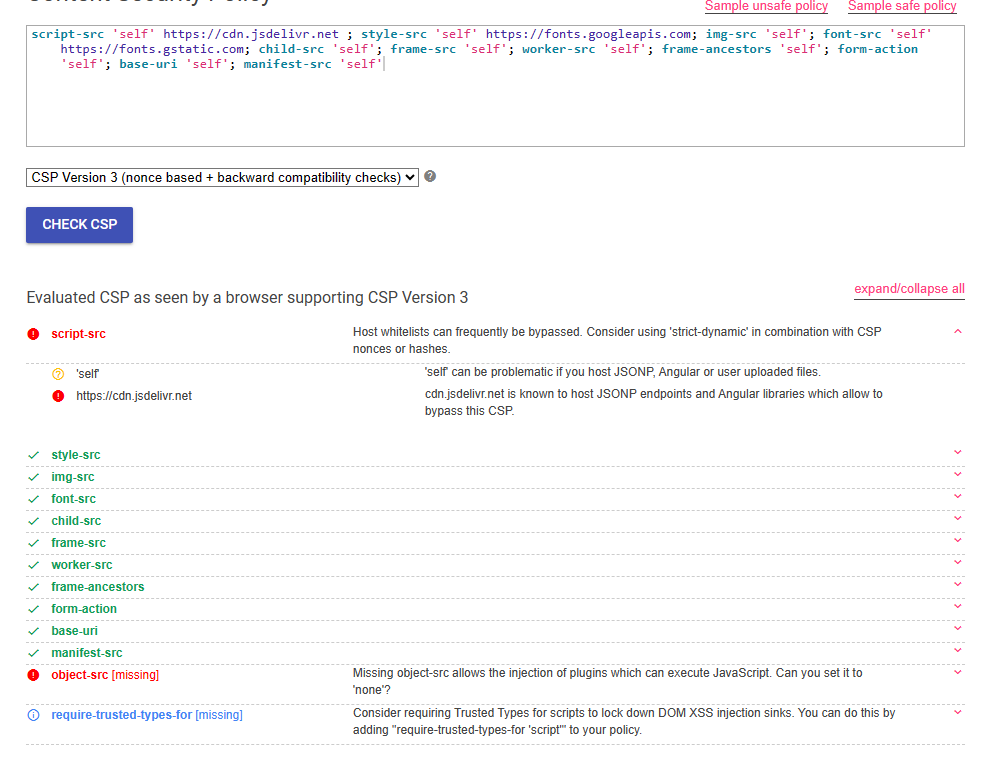 Content Security Policy
Sample unsafe policy Sample safe policy
script-src 'self' https://cdn.jsdelivr.net ; style-src 'self' https://fonts.googleapis.com; img-src 'self'; font-src 'self'
https://fonts.gstatic.com; child-src 'self'; frame-src 'self'; worker-src 'self'; frame-ancestors 'self'; form-action
'self'; base-uri 'self'; manifest-src 'self'
CSP Version 3 (nonce based + backward compatibility checks)
CHECK CSP
Evaluated CSP as seen by a browser supporting CSP Version 3
expand/collapse all
script-src Host whitelists can frequently be bypassed. Consider using 'strict-dynamic' in combination with CSP
nonces or hashes.
'self' 'self' can be problematic if you host JSONP, Angular or user uploaded files.
https://cdn.jsdelivr.net cdn.jsdelivr.net is known to host JSONP endpoints and Angular libraries which allow to
bypass this CSP.
style-src
img-src
font-src
child-src
frame-src
worker-src
frame-ancestors
form-action
base-uri
manifest-src
object-src [missing] Missing object-src allows the injection of plugins which can execute JavaScript. Can you set it to
'none'?
require-trusted-types-for [missing] Consider requiring Trusted Types for scripts to lock down DOM XSS injection sinks. You can do this by
adding "require-trusted-types-for 'script'" to your policy.